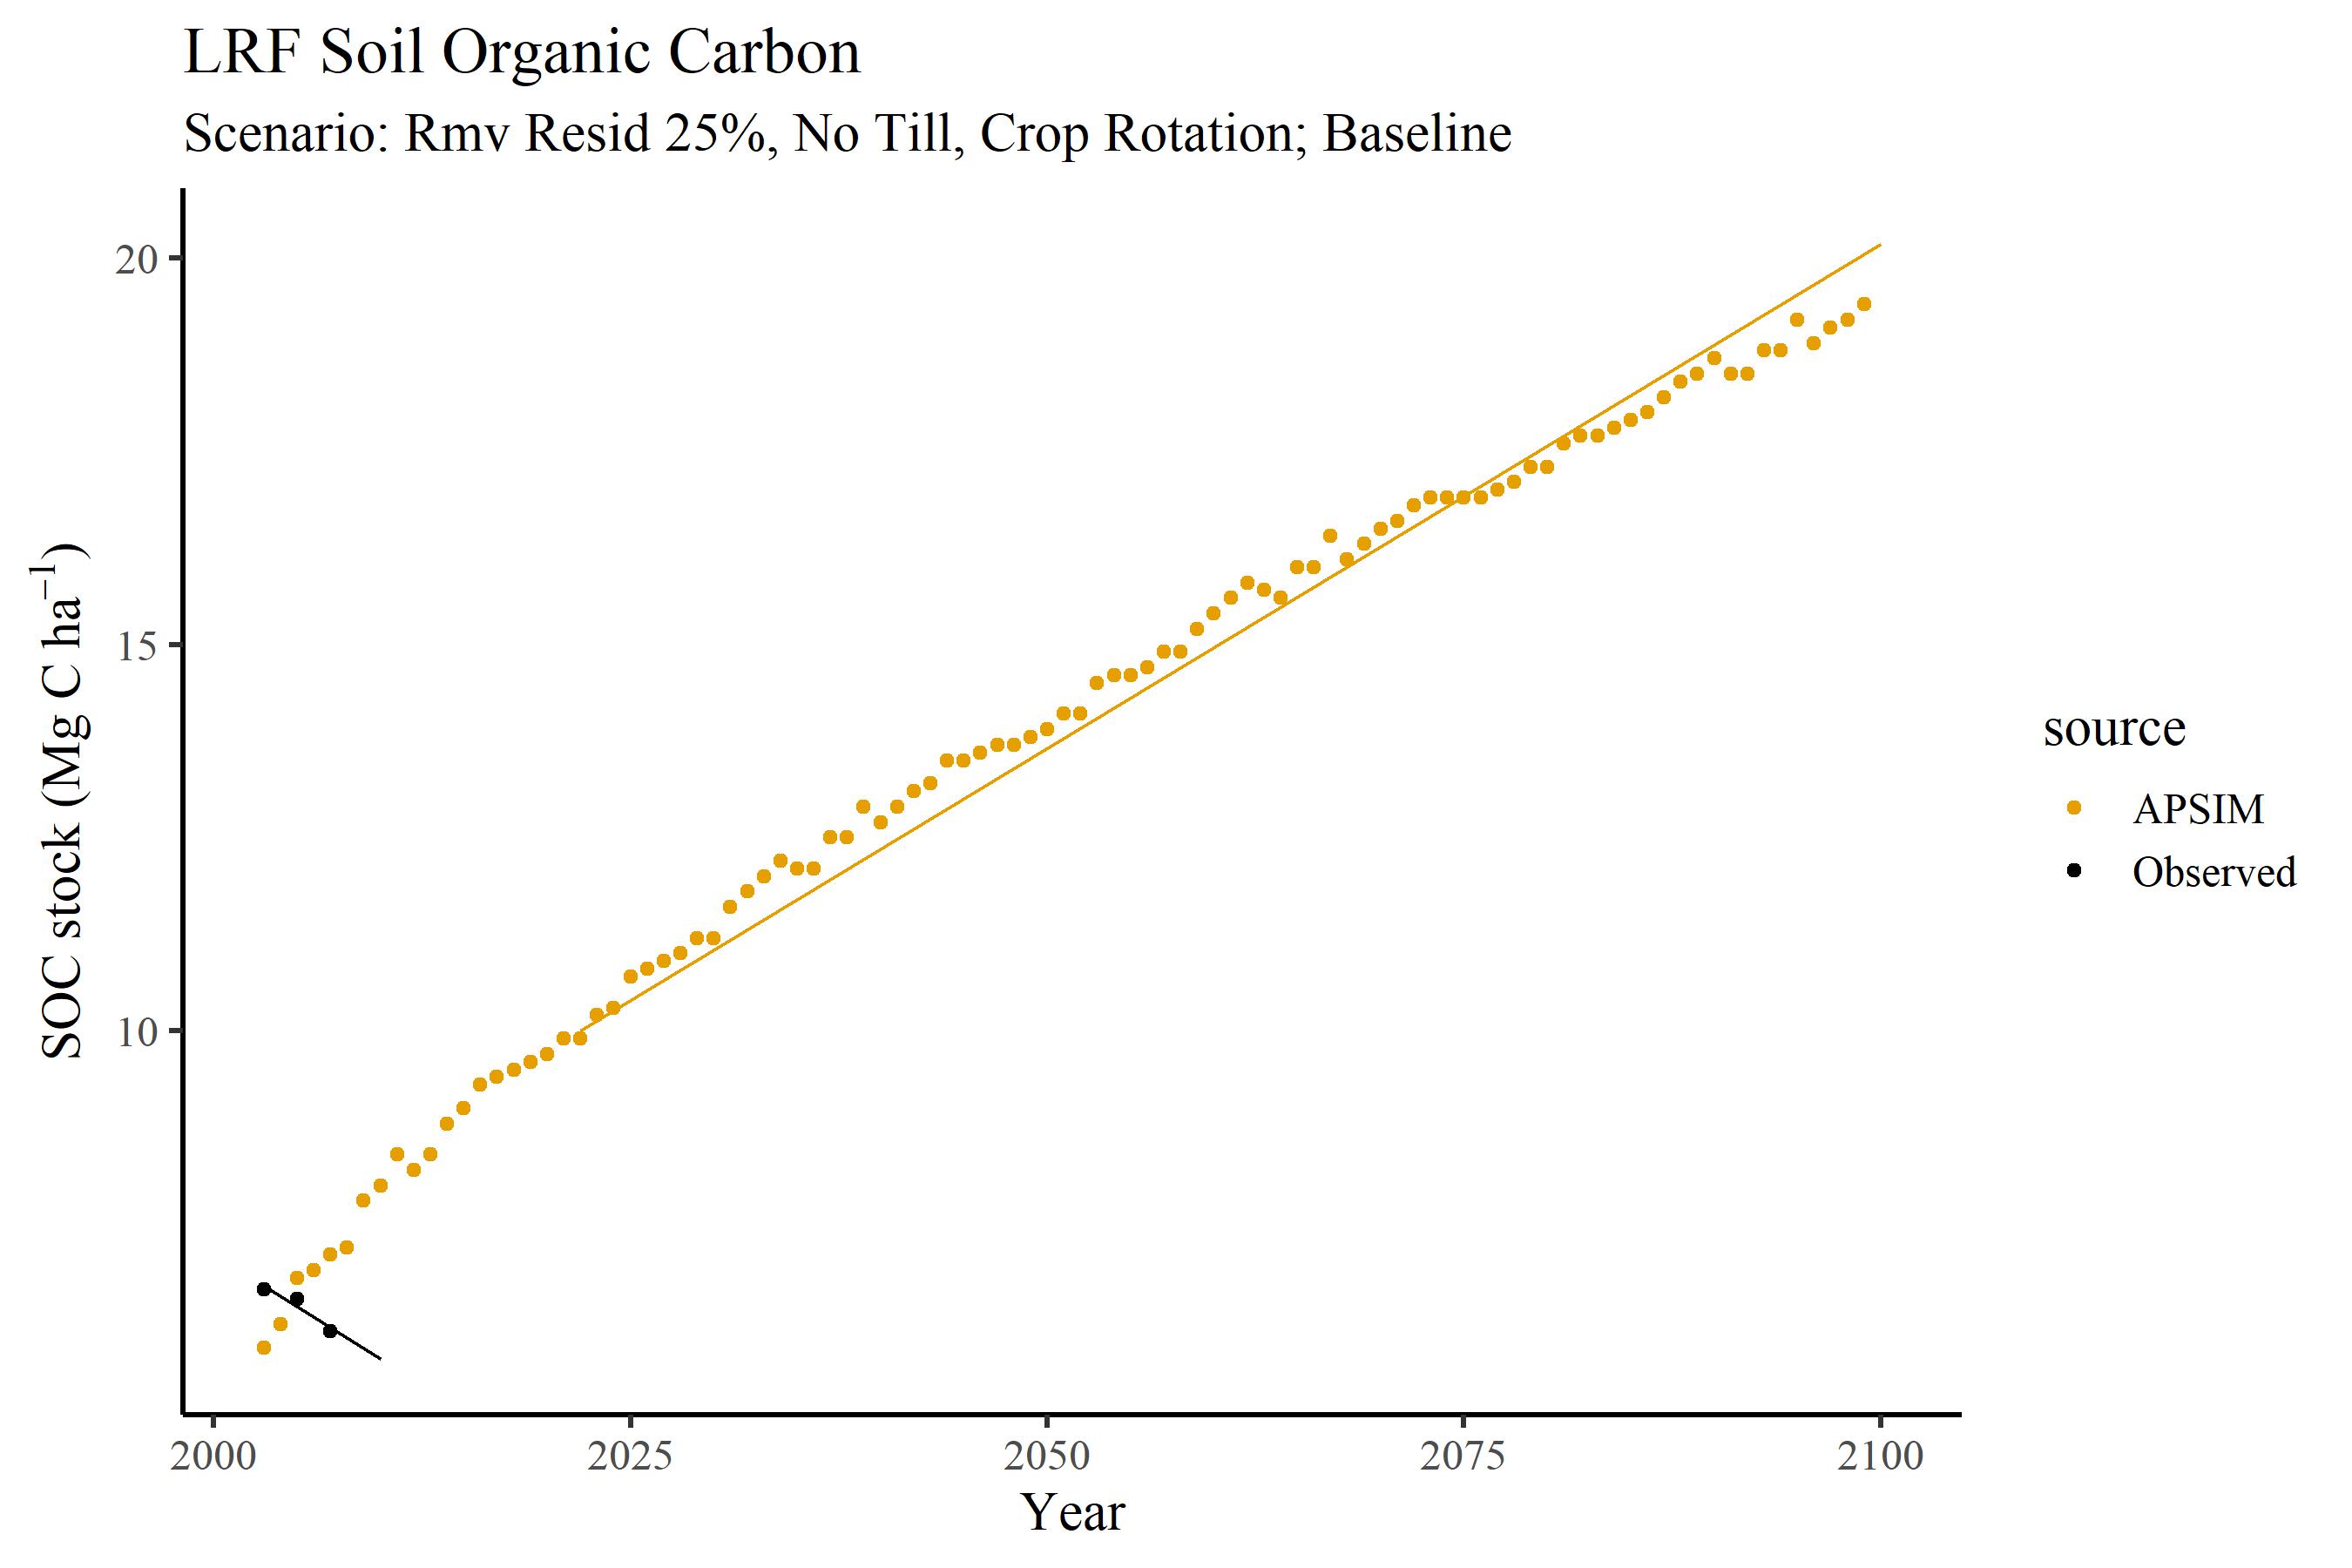 LRF Soil Organic Carbon
Scenario: Rmv Resid 25%, No Till, Crop Rotation; Baseline
SOC stock (Mg C ha⁻¹)
20
15
10
2000
2025
2050
2075
2100
Year
source
APSIM
Observed